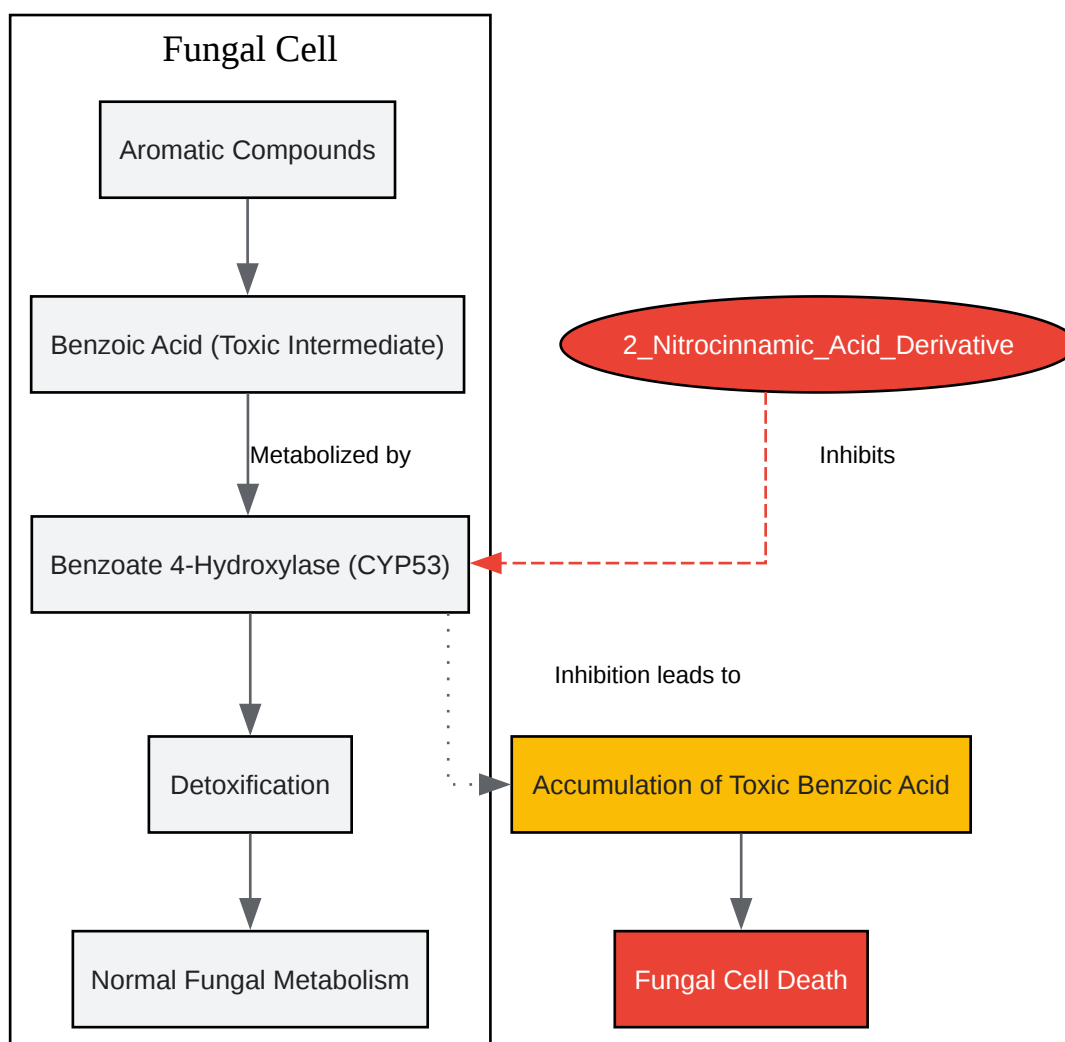 Fungal Cell
Aromatic Compounds
Benzoic Acid (Toxic Intermediate)
2_Nitrocinnamic_Acid_Derivative
Metabolized by
Inhibits
Benzoate 4-Hydroxylase (CYP53)
Inhibition leads to
Detoxification
Accumulation of Toxic Benzoic Acid
Normal Fungal Metabolism
Fungal Cell Death